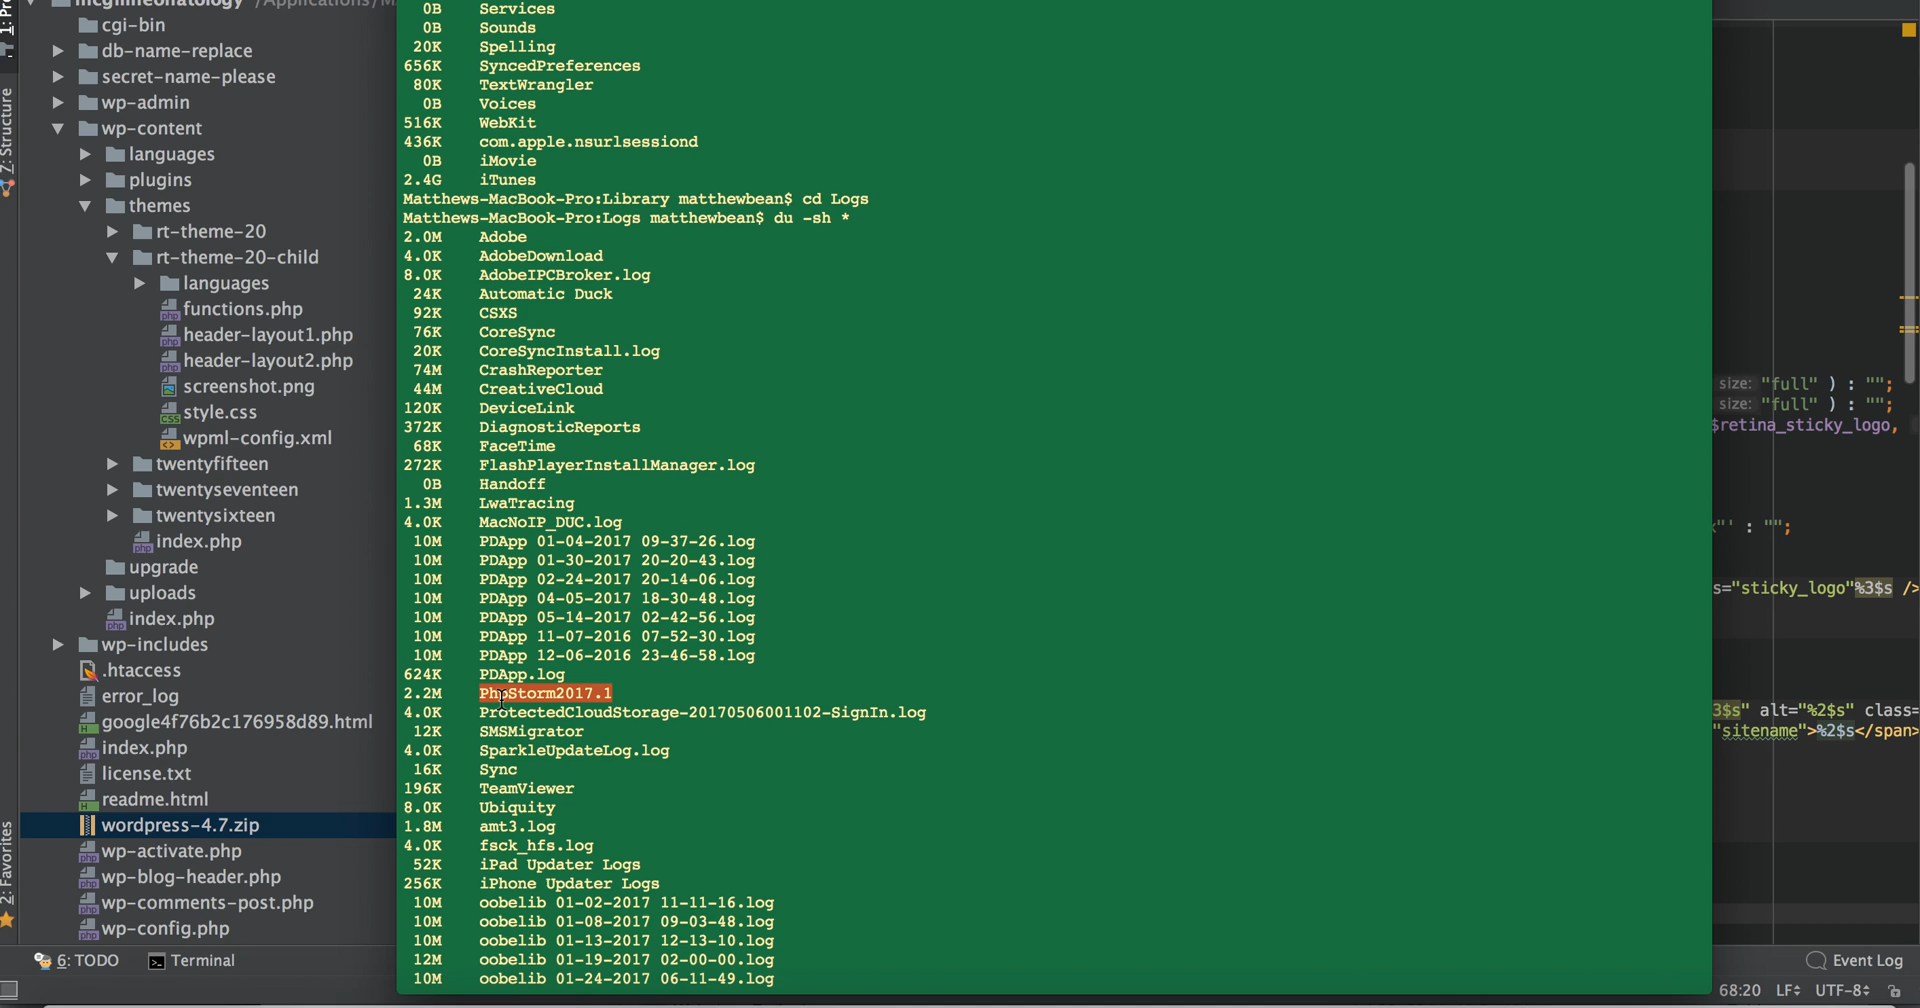 mcgillneonatology /Applications/M
cgi-bin
db-name-replace
secret-name-please
wp-admin
wp-content
languages
plugins
themes
rt-theme-20
rt-theme-20-child
languages
functions.php
header-layout1.php
header-layout2.php
screenshot.png
style.css
wpml-config.xml
twentyfifteen
twentyseventeen
twentysixteen
index.php
upgrade
uploads
index.php
wp-includes
.htaccess
error_log
google4f76b2c176958d89.html
index.php
license.txt
readme.html
wordpress-4.7.zip
wp-activate.php
wp-blog-header.php
wp-comments-post.php
wp-config.php
Z: Structure
2: Favorites
0B Services
0B Sounds
20K Spelling
656K SyncedPreferences
80K TextWrangler
0B Voices
516K WebKit
436K com.apple.nsurlsessiond
0B iMovie
2.4G iTunes
Matthews-MacBook-Pro:Library matthewbean$ cd Logs
Matthews-MacBook-Pro:Logs matthewbean$ du -sh *
2.0M Adobe
4.0K AdobeDownload
8.0K AdobeIPCBroker.log
24K Automatic Duck
92K CSXS
76K CoreSync
20K CoreSyncInstall.log
74M CrashReporter
44M CreativeCloud
120K DeviceLink
372K DiagnosticReports
68K FaceTime
272K FlashPlayerInstallManager.log
0B Handoff
1.3M LwaTracing
4.0K MacNoIP_DUC.log
10M PDApp 01-04-2017 09-37-26.log
10M PDApp 01-30-2017 20-20-43.log
10M PDApp 02-24-2017 20-14-06.log
10M PDApp 04-05-2017 18-30-48.log
10M PDApp 05-14-2017 02-42-56.log
10M PDApp 11-07-2016 07-52-30.log
10M PDApp 12-06-2016 23-46-58.log
624K PDApp.log
2.2M PhpStorm2017.1
4.0K ProtectedCloudStorage-20170506001102-SignIn.log
12K SMSMigrator
4.0K SparkleUpdateLog.log
16K Sync
196K TeamViewer
8.0K Ubiquity
1.8M amt3.log
4.0K fsck_hfs.log
52K iPad Updater Logs
256K iPhone Updater Logs
10M oobelib 01-02-2017 11-11-16.log
10M oobelib 01-08-2017 09-03-48.log
10M oobelib 01-13-2017 12-13-10.log
12M oobelib 01-19-2017 02-00-00.log
10M oobelib 01-24-2017 06-11-49.log
size: "full" ) : "";
size: "full" ) : "";
$retina_sticky_logo,
"' : "";
s="sticky_logo"%3$s />
3$s" alt="%2$s" class=
"sitename">%2$s</span>
6: TODO Terminal Event Log
68:20 LF UTF-8